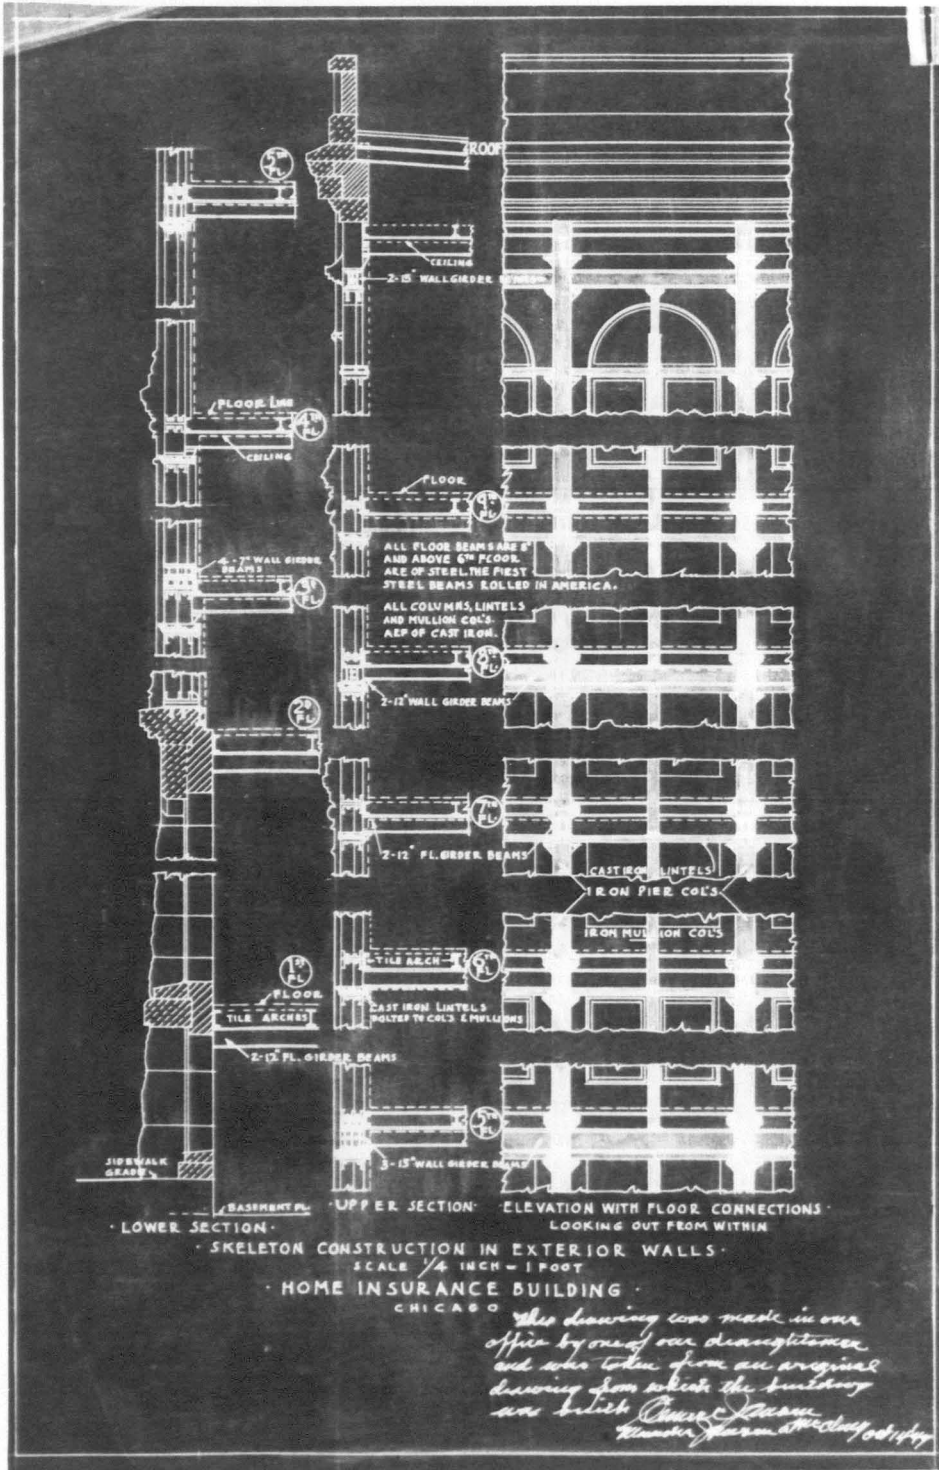 5TH FL
FLOOR LINE
4TH FL
CEILING
4-7" WALL GIRDER
BEAMS
3D FL
2D FL
1ST FL
FLOOR
TILE ARCHES
2-12" FL. GIRDER BEAMS
SIDEWALK
GRADE
BASEMENT FL.
· LOWER SECTION ·
ROOF
CEILING
2-15" WALL GIRDER BEAMS
FLOOR
9TH FL
ALL FLOOR BEAMS ARE 8"
AND ABOVE 6TH FLOOR
ARE OF STEEL. THE FIRST
STEEL BEAMS ROLLED IN AMERICA.
ALL COLUMNS, LINTELS
AND MULLION COL'S.
ARE OF CAST IRON.
8TH FL.
2-12" WALL GIRDER BEAMS
7TH FL.
2-12" FL. GIRDER BEAMS
TILE ARCH
6TH FL
CAST IRON LINTELS
BOLTED TO COL'S & MULLIONS
5TH FL
3-15" WALL GIRDER BEAMS
· UPPER SECTION ·
CAST IRON LINTELS
IRON PIER COL'S
IRON MULLION COL'S
ELEVATION WITH FLOOR CONNECTIONS ·
LOOKING OUT FROM WITHIN
· SKELETON CONSTRUCTION IN EXTERIOR WALLS ·
SCALE 1/4 INCH = 1 FOOT
· HOME INSURANCE BUILDING ·
CHICAGO
This drawing was made in our
office by one of our draughtsmen
and was taken from an original
drawing from which the building
was built
Jensen
Mundie Jensen & McClurg